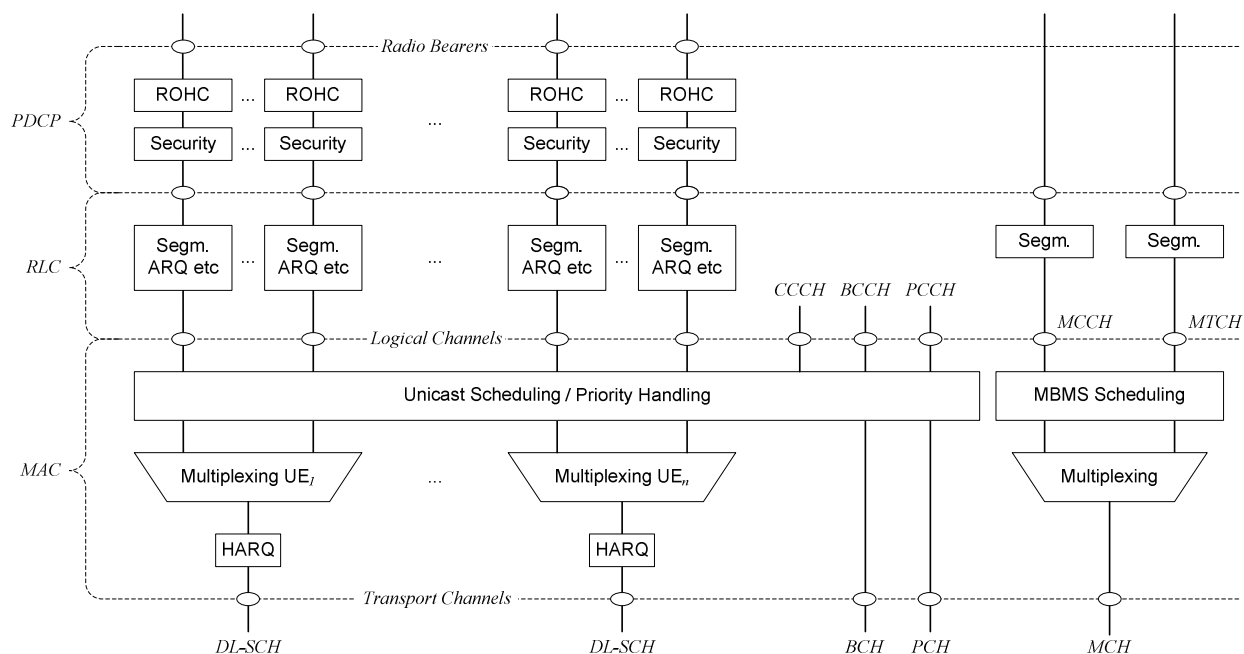 Radio Bearers
ROHC ... ROHC ROHC ... ROHC
PDCP ...
Security ... Security Security ... Security
Segm. ARQ etc ... Segm. ARQ etc ... Segm. ARQ etc ... Segm. ARQ etc Segm. Segm.
RLC
CCCH BCCH PCCH
MCCH MTCH
Logical Channels
Unicast Scheduling / Priority Handling MBMS Scheduling
MAC Multiplexing UE1 ... Multiplexing UEn Multiplexing
HARQ HARQ
Transport Channels
DL-SCH DL-SCH BCH PCH MCH